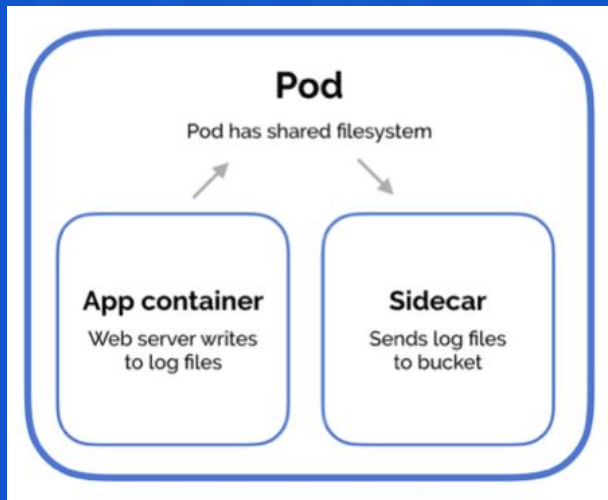 Pod
Pod has shared filesystem
App container
Web server writes
to log files
Sidecar
Sends log files
to bucket